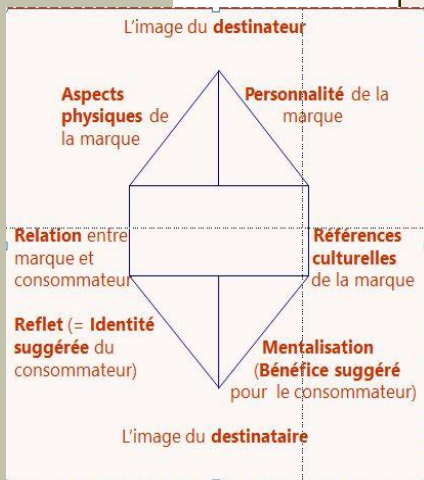 L'image du destinateur
Aspects
physiques de
la marque
Personnalité de la
marque
Relation entre
marque et
consommateur
Références
culturelles
de la marque
Reflet (= Identité
suggérée du
consommateur)
Mentalisation
(Bénéfice suggéré
pour le consommateur)
L'image du destinataire